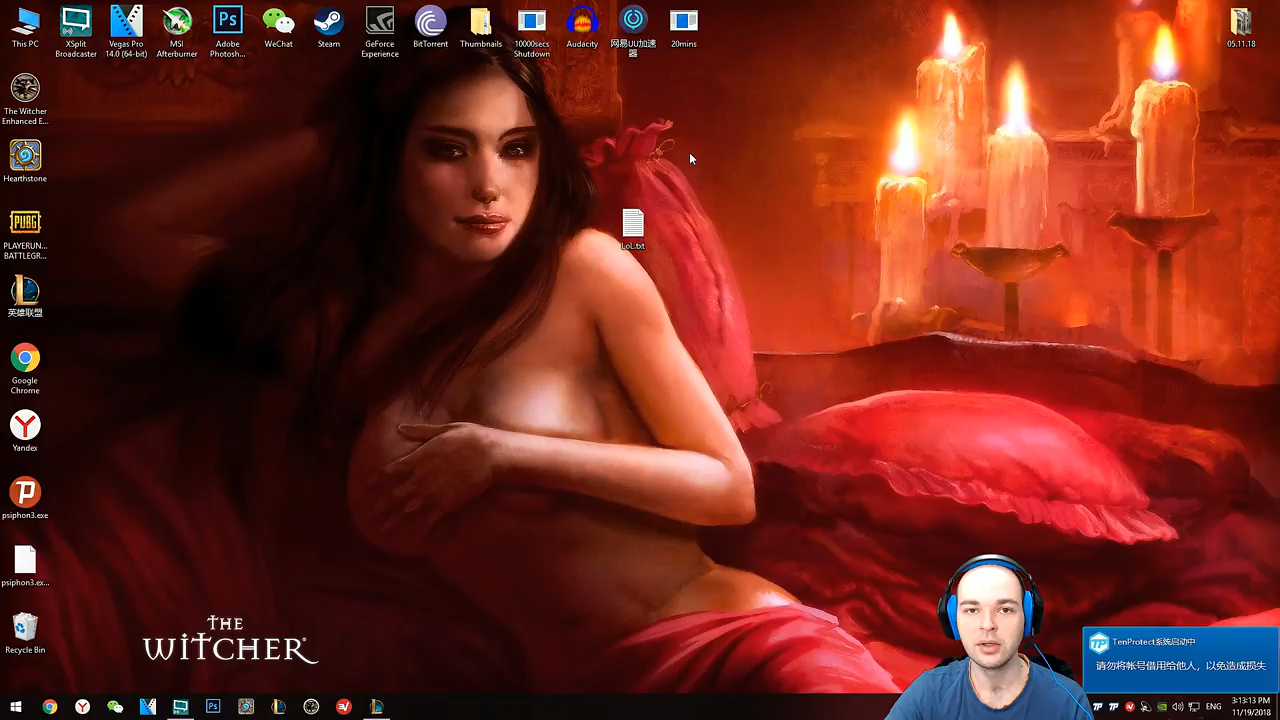 This PC
XSplit
Broadcaster
Vegas Pro
14.0 (64-bit)
MSI
Afterburner
Ps
Adobe
Photosh...
WeChat
Steam
GeForce
Experience
BitTorrent
Thumbnails
10000secs
Shutdown
Audacity
网易UU加速
器
20mins
05.11.18
The Witcher
Enhanced E...
Hearthstone
PUBG
PLAYERUN...
BATTLEGR...
LoL.txt
英雄联盟
Google
Chrome
Yandex
psiphon3.exe
psiphon3.ex...
Recycle Bin
THE
WITCHER
TP
TenProtect系统启动中
请勿将帐号借用给他人，以免造成损失
Ps
ENG
3:13:13 PM
11/19/2018